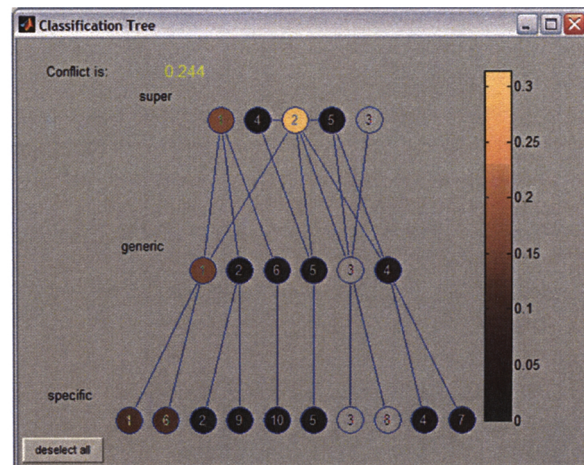 Classification Tree
Conflict is: 0.244
super
4 2 5 3
generic
2 6 5 3 4
specific
1 6 2 9 10 5 3 8 4 7
deselect all
0.3
0.25
0.2
0.15
0.1
0.05
0